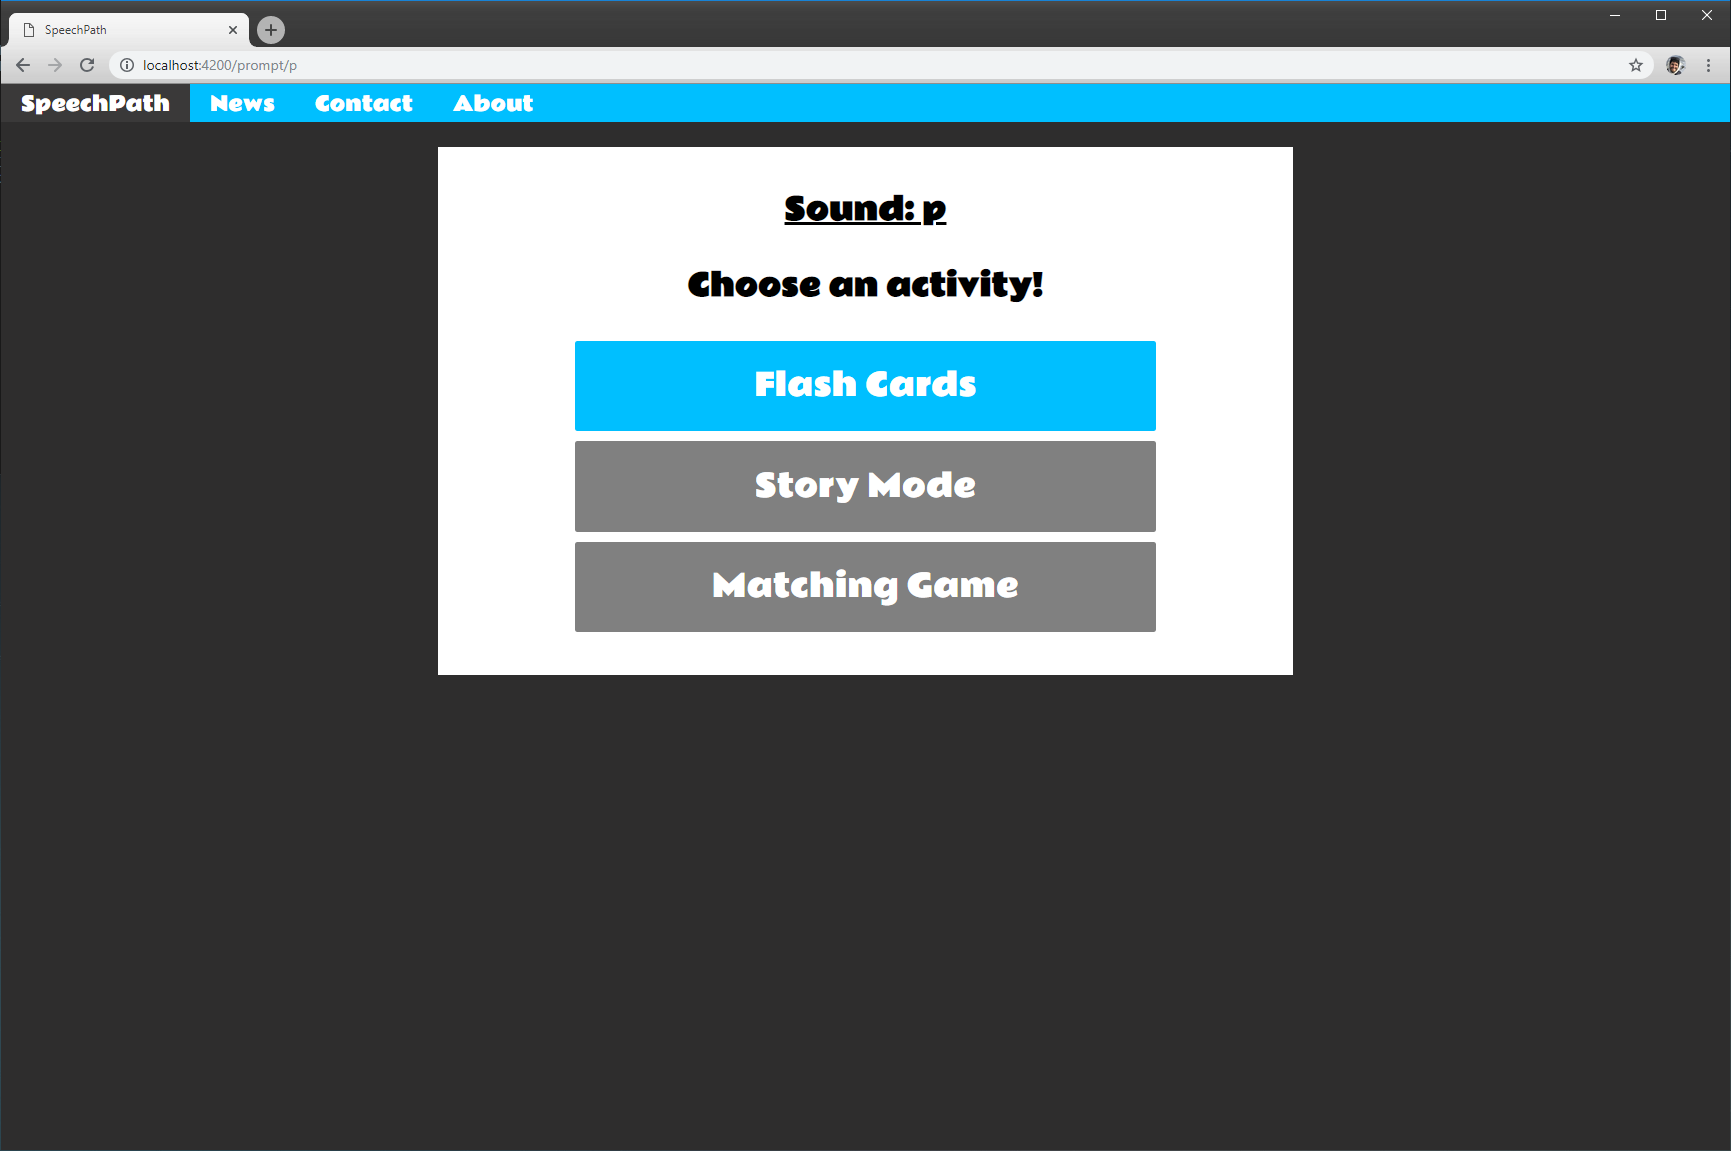 SpeechPath
localhost:4200/prompt/p
SpeechPath News Contact About
Sound: p
Choose an activity!
Flash Cards
Story Mode
Matching Game